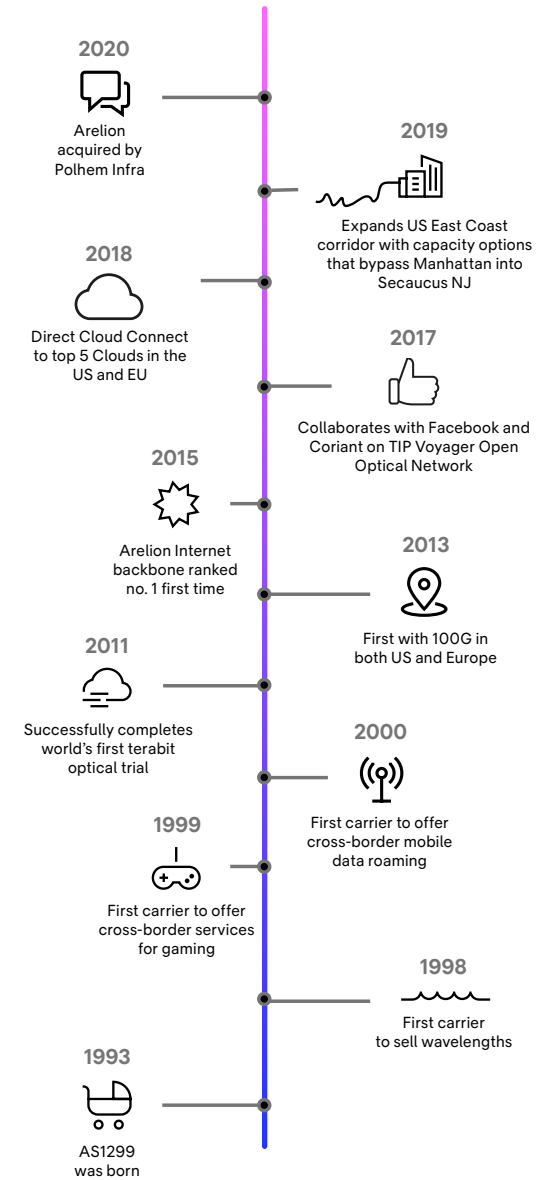 2020
Arelion
acquired by
Polhem Infra
2019
Expands US East Coast
corridor with capacity options
that bypass Manhattan into
Secaucus NJ
2018
Direct Cloud Connect
to top 5 Clouds in the
US and EU
2017
Collaborates with Facebook and
Coriant on TIP Voyager Open
Optical Network
2015
Arelion Internet
backbone ranked
no. 1 first time
2013
First with 100G in
both US and Europe
2011
Successfully completes
world’s first terabit
optical trial
2000
First carrier to offer
cross-border mobile
data roaming
1999
First carrier to offer
cross-border services
for gaming
1998
First carrier
to sell wavelengths
1993
AS1299
was born